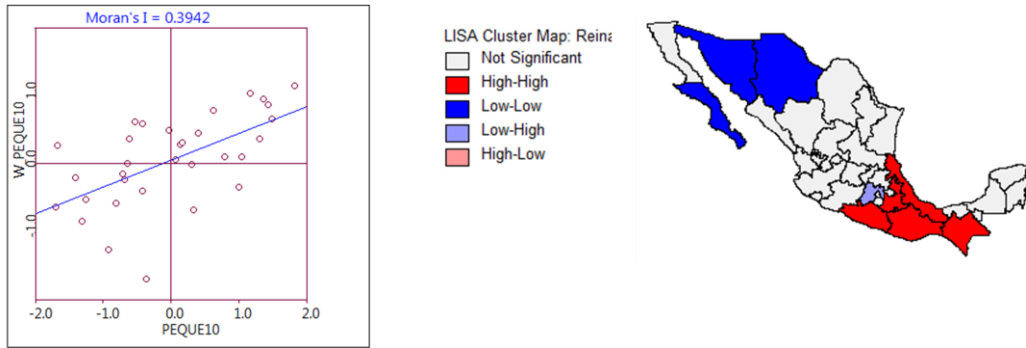 Moran's I = 0.3942
W_PEQUE10
1.0
0.0
-1.0
-2.0 -1.0 0.0 1.0 2.0
PEQUE10
LISA Cluster Map: Rein
Not Significant
High-High
Low-Low
Low-High
High-Low